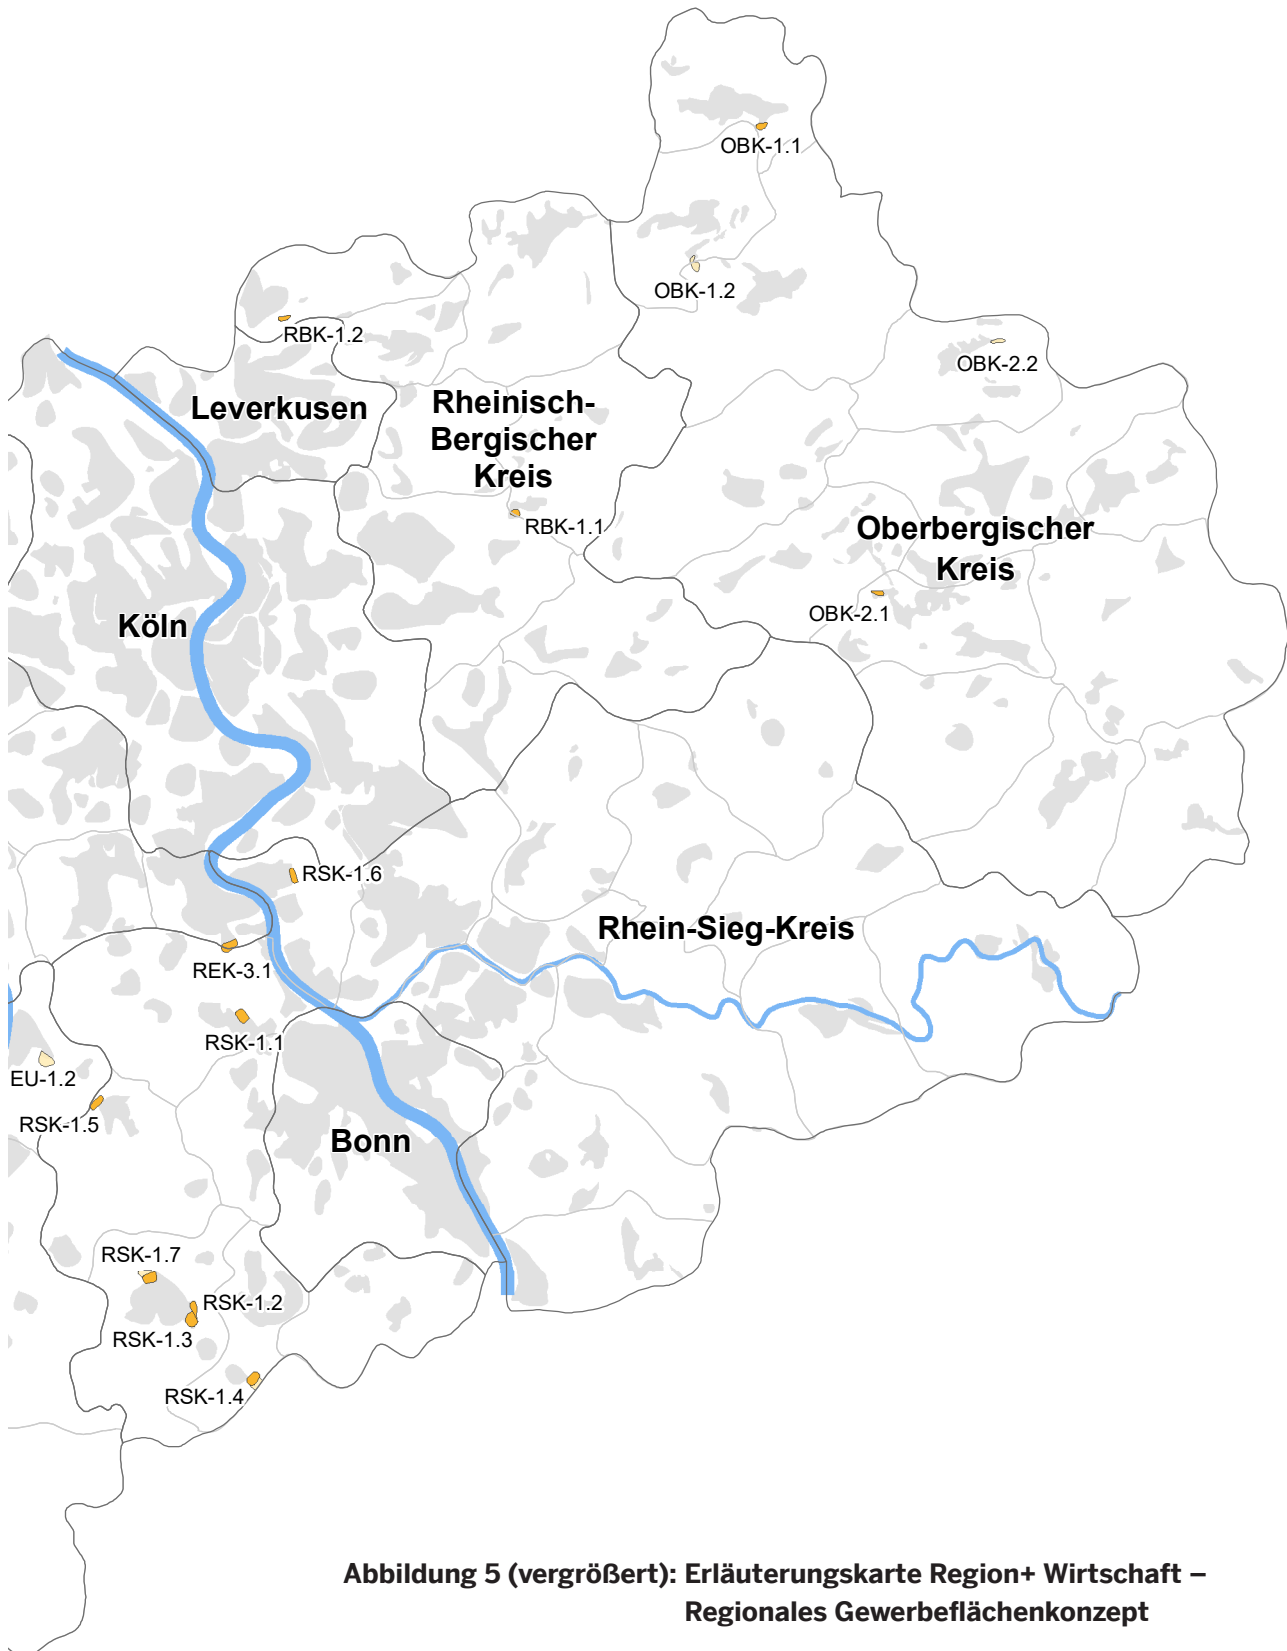 OBK-1.1
OBK-1.2
RBK-1.2
OBK-2.2
Leverkusen
Rheinisch-
Bergischer
Kreis
RBK-1.1
Oberbergischer
Kreis
OBK-2.1
Köln
RSK-1.6
Rhein-Sieg-Kreis
REK-3.1
RSK-1.1
EU-1.2
RSK-1.5
Bonn
RSK-1.7
RSK-1.2
RSK-1.3
RSK-1.4
Abbildung 5 (vergrößert): Erläuterungskarte Region+ Wirtschaft –
Regionales Gewerbeflächenkonzept